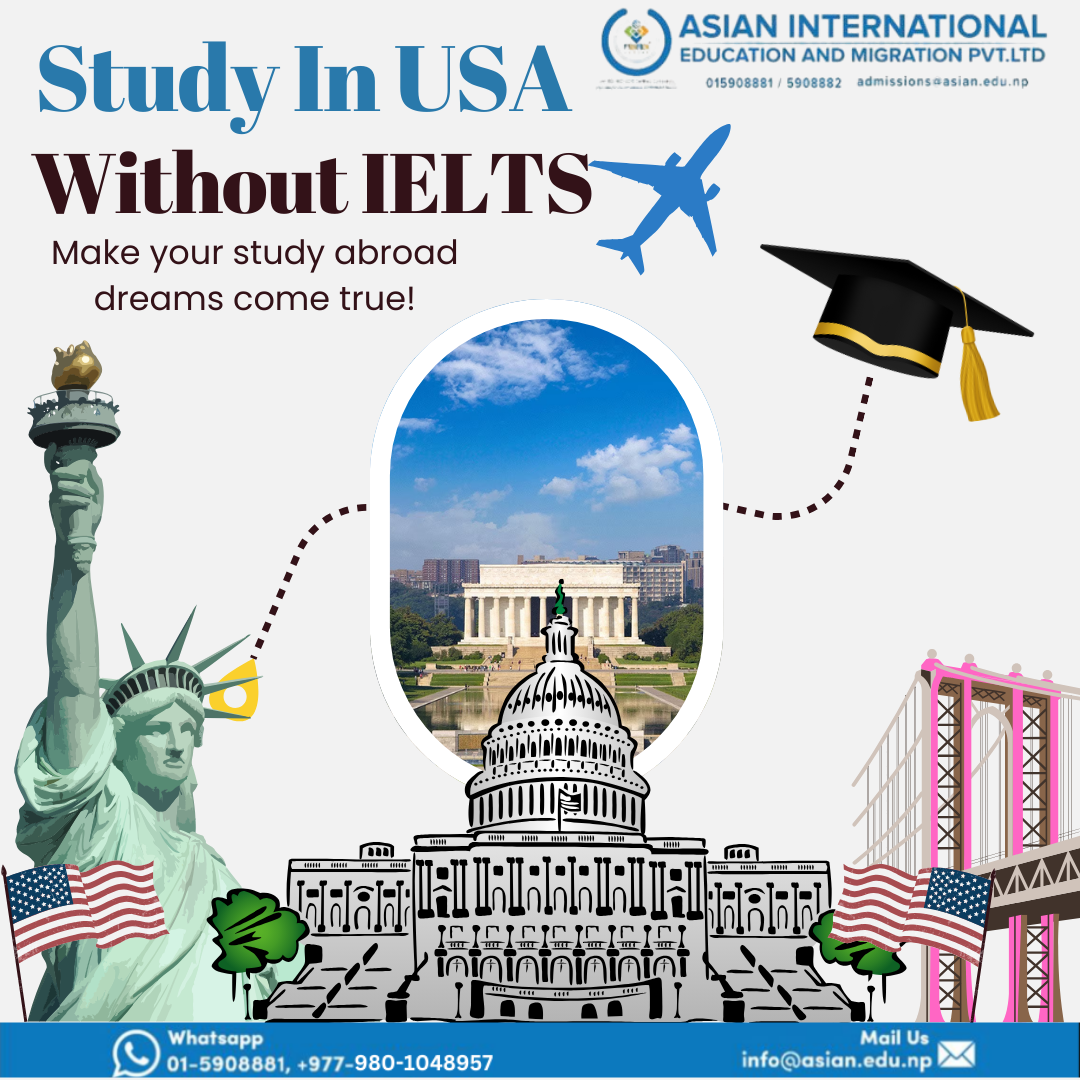 Study In USA
Without IELTS
Make your study abroad
dreams come true!
ASIAN INTERNATIONAL
EDUCATION AND MIGRATION PVT.LTD
015908881 / 5908882 admissions@asian.edu.np
Whatsapp
01-5908881, +977-980-1048957
Mail Us
info@asian.edu.np